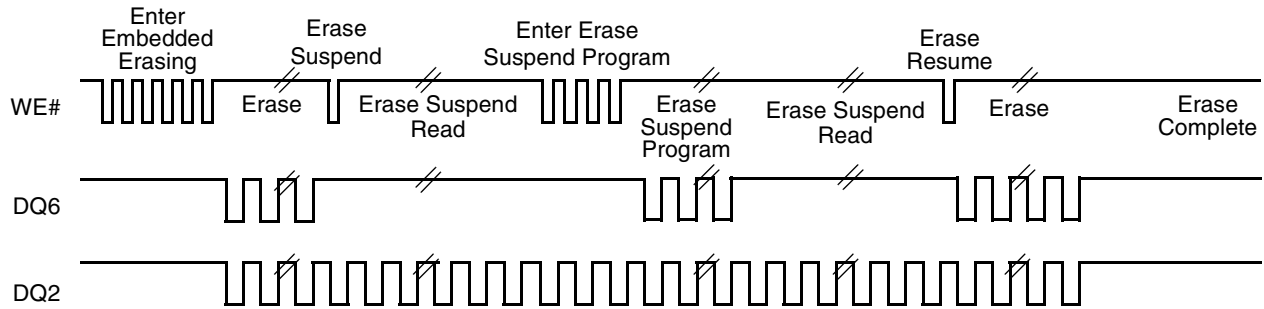 Enter
Embedded
Erasing
Erase
Suspend
Enter Erase
Suspend Program
Erase
Resume
WE#
Erase
Erase Suspend
Read
Erase
Suspend
Program
Erase Suspend
Read
Erase
Erase
Complete
DQ6
DQ2